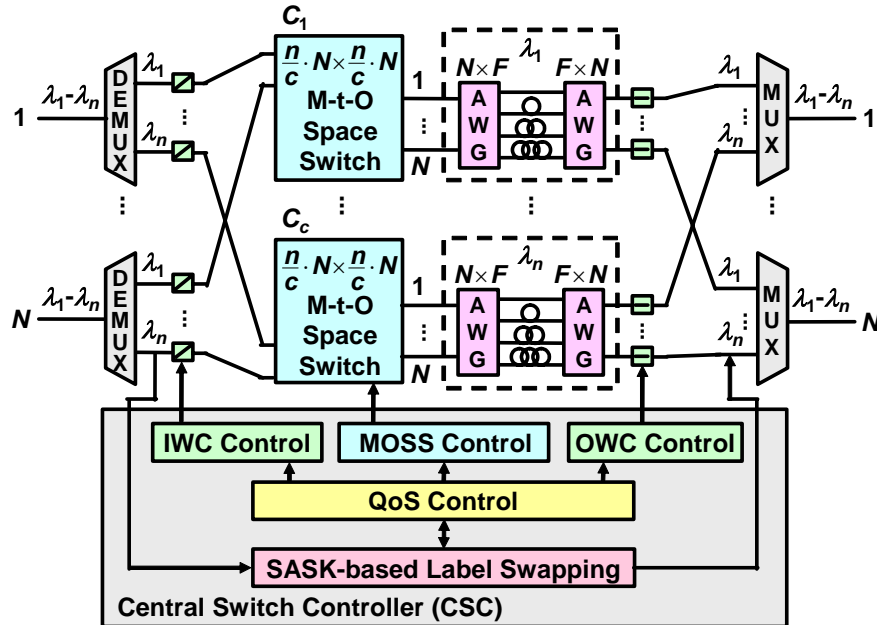 C1
n/c · N × n/c · N
M-t-O
Space
Switch
1
⋮
N
λ1
N×F
F×N
AWG
AWG
DEMUX
λ1
⋮
λn
1
λ1-λn
λ1
⋮
λn
MUX
λ1-λn
1
⋮
⋮
⋮
⋮
Cc
n/c · N × n/c · N
M-t-O
Space
Switch
1
⋮
N
λn
N×F
F×N
AWG
AWG
DEMUX
λ1
⋮
λn
N
λ1-λn
λ1
⋮
λn
MUX
λ1-λn
N
IWC Control
MOSS Control
OWC Control
QoS Control
SASK-based Label Swapping
Central Switch Controller (CSC)